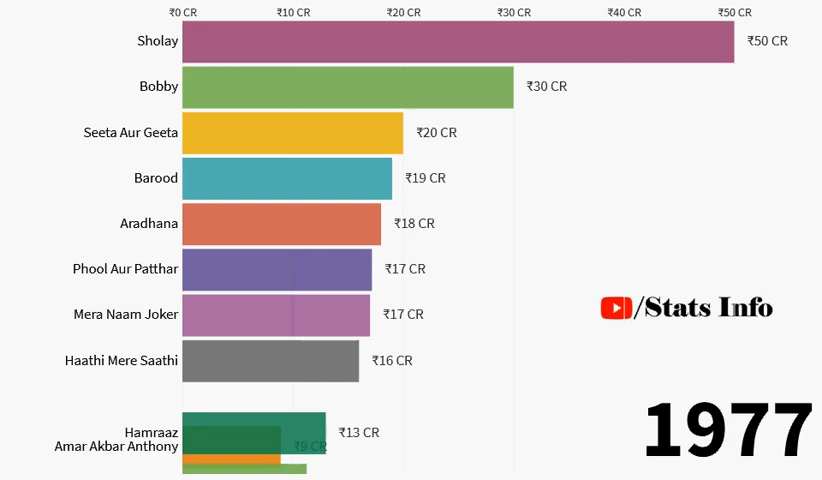 ₹0 CR ₹10 CR ₹20 CR ₹30 CR ₹40 CR ₹50 CR
Sholay ₹50 CR
Bobby ₹30 CR
Seeta Aur Geeta ₹20 CR
Barood ₹19 CR
Aradhana ₹18 CR
Phool Aur Patthar ₹17 CR
Mera Naam Joker ₹17 CR
Haathi Mere Saathi ₹16 CR
Hamraaz ₹13 CR
Amar Akbar Anthony ₹9 CR
/Stats Info
1977